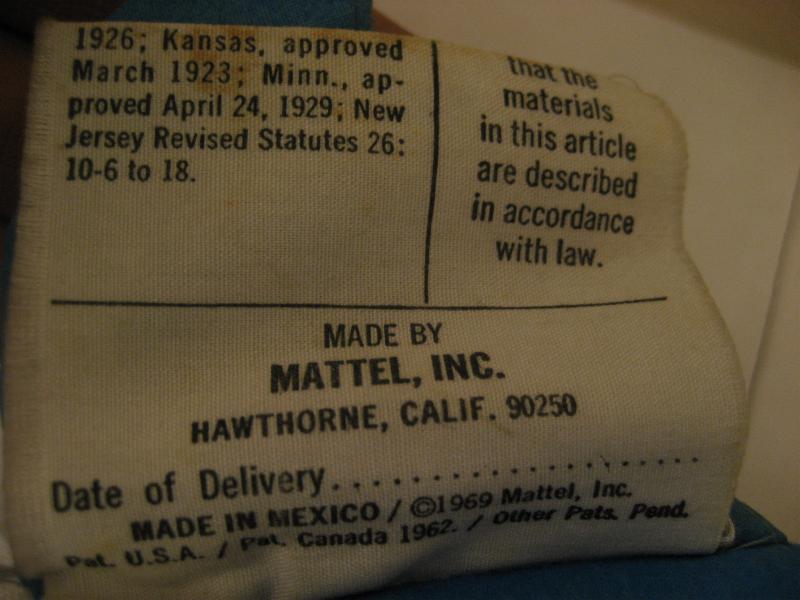 1926; Kansas, approved
March 1923; Minn., ap-
proved April 24, 1929; New
Jersey Revised Statutes 26:
10-6 to 18.
that the
materials
in this article
are described
in accordance
with law.
MADE BY
MATTEL, INC.
HAWTHORNE, CALIF. 90250
Date of Delivery....................
MADE IN MEXICO / ©1969 Mattel, Inc.
Pat. U.S.A. / Pat. Canada 1962. / Other Pats. Pend.